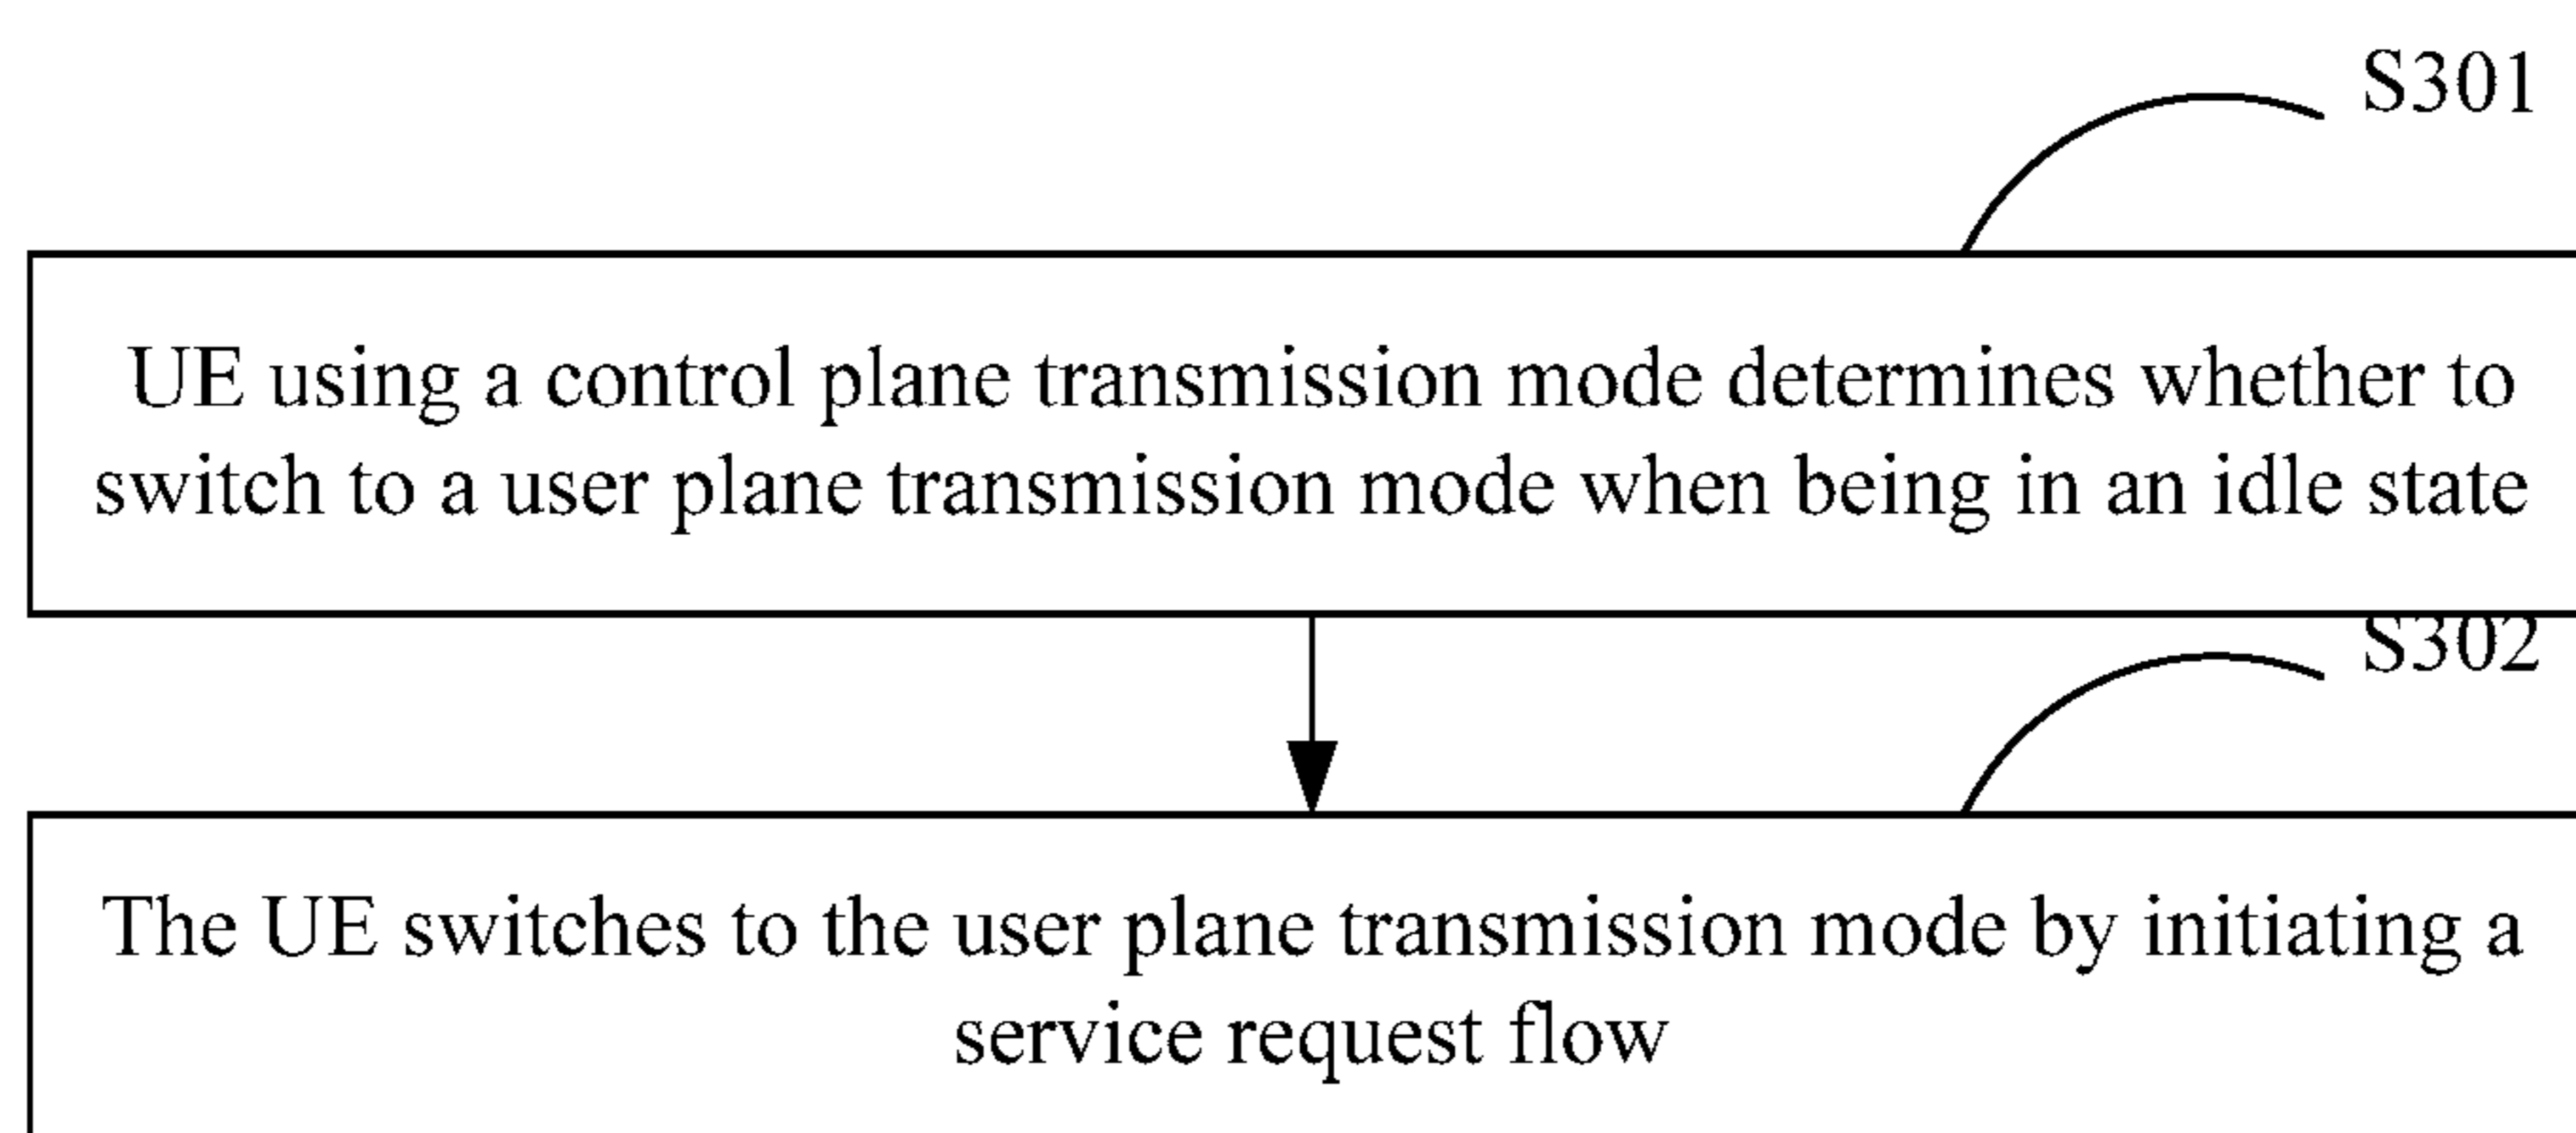 S301
UE using a control plane transmission mode determines whether to
switch to a user plane transmission mode when being in an idle state
S302
The UE switches to the user plane transmission mode by initiating a
service request flow